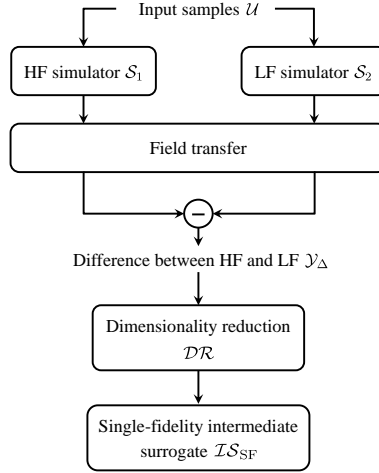 Input samples 𝒰
HF simulator 𝒮₁
LF simulator 𝒮₂
Field transfer
−
Difference between HF and LF 𝒴_Δ
Dimensionality reduction
𝒟ℛ
Single-fidelity intermediate
surrogate ℐ𝒮_SF